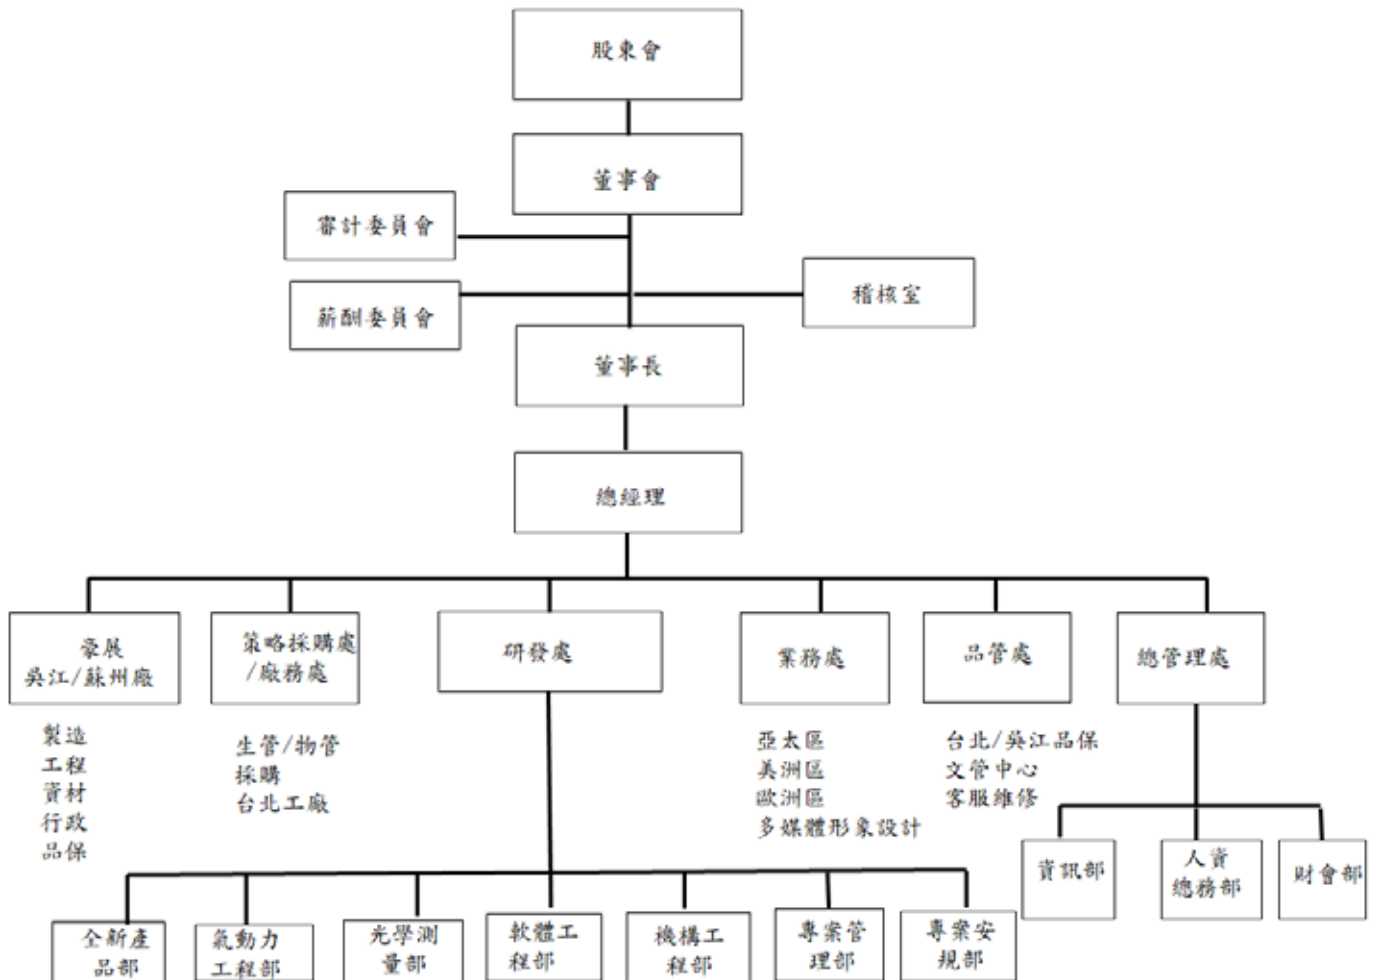 股東會
董事會
審計委員會
稽核室
薪酬委員會
董事長
總經理
豪展
吳江/蘇州廠
策略採購處
/廠務處
研發處
業務處
品管處
總管理處
製造
工程
資材
行政
品保
生管/物管
採購
台北工廠
亞太區
美洲區
歐洲區
多媒體形象設計
台北/吳江品保
文管中心
客服維修
資訊部
人資
總務部
財會部
全新產
品部
氣動力
工程部
光學測
量部
軟體工
程部
機構工
程部
專案管
理部
專案安
規部